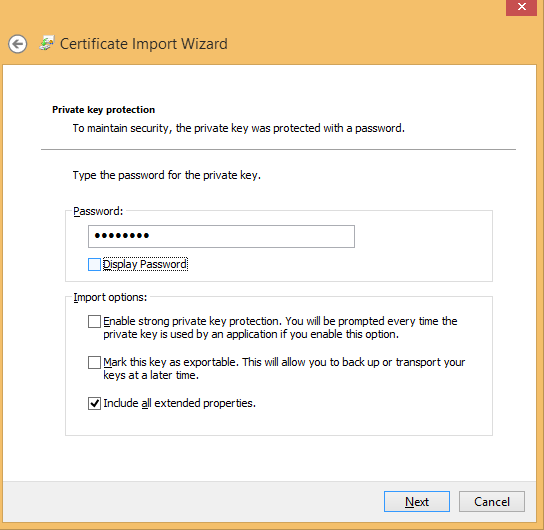 Certificate Import Wizard
Private key protection
To maintain security, the private key was protected with a password.
Type the password for the private key.
Password:
••••••••
Display Password
Import options:
Enable strong private key protection. You will be prompted every time the
private key is used by an application if you enable this option.
Mark this key as exportable. This will allow you to back up or transport your
keys at a later time.
Include all extended properties.
Next
Cancel